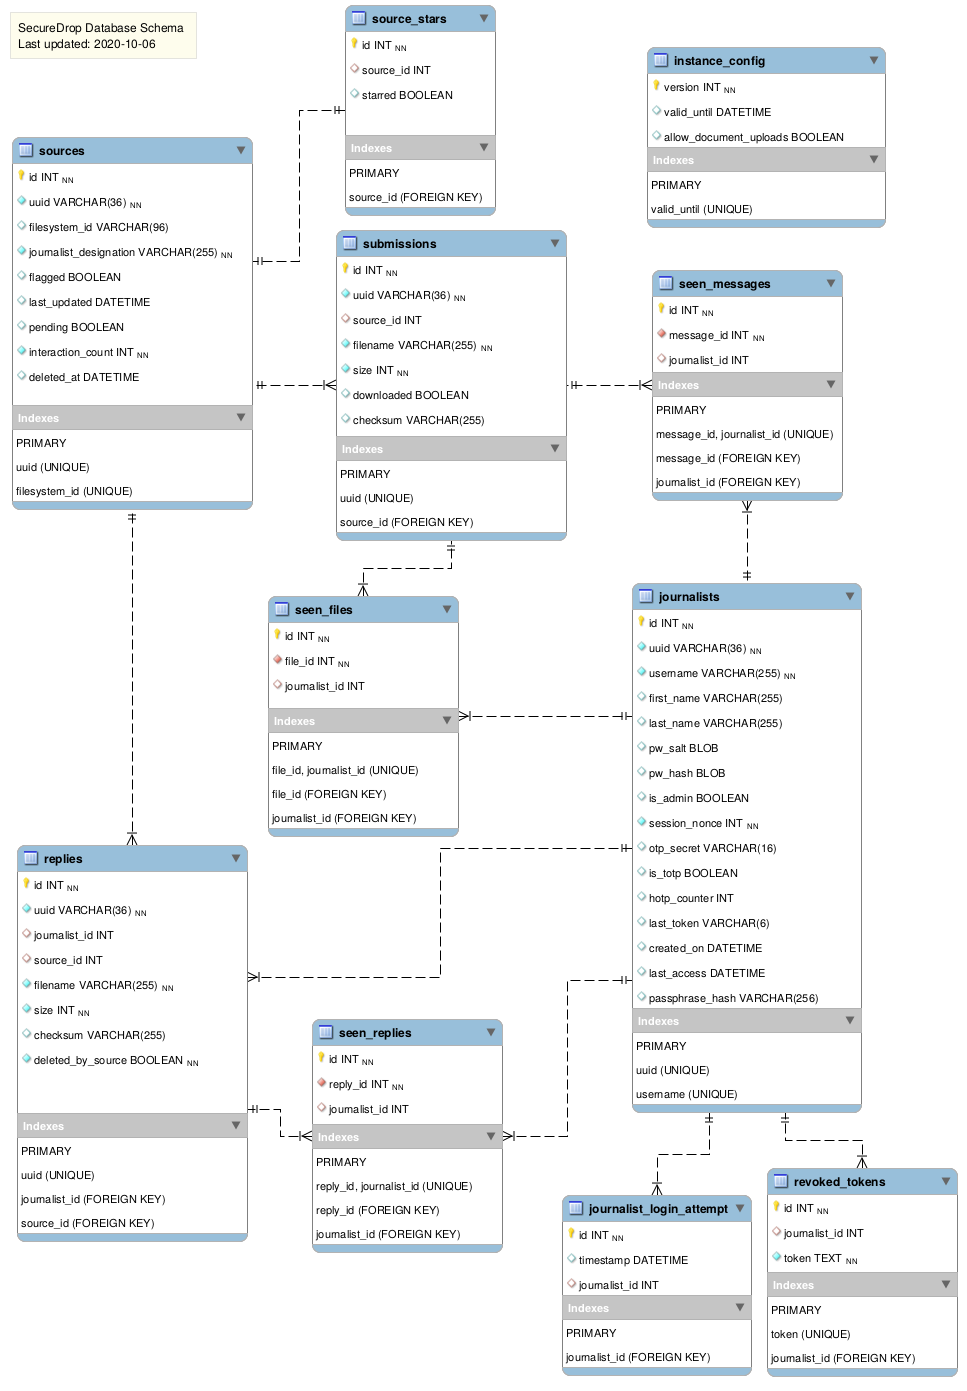 SecureDrop Database Schema
Last updated: 2020-10-06
source_stars
id INT NN
source_id INT
starred BOOLEAN
Indexes
PRIMARY
source_id (FOREIGN KEY)
instance_config
version INT NN
valid_until DATETIME
allow_document_uploads BOOLEAN
Indexes
PRIMARY
valid_until (UNIQUE)
sources
id INT NN
uuid VARCHAR(36) NN
filesystem_id VARCHAR(96)
journalist_designation VARCHAR(255) NN
flagged BOOLEAN
last_updated DATETIME
pending BOOLEAN
interaction_count INT NN
deleted_at DATETIME
Indexes
PRIMARY
uuid (UNIQUE)
filesystem_id (UNIQUE)
submissions
id INT NN
uuid VARCHAR(36) NN
source_id INT
filename VARCHAR(255) NN
size INT NN
downloaded BOOLEAN
checksum VARCHAR(255)
Indexes
PRIMARY
uuid (UNIQUE)
source_id (FOREIGN KEY)
seen_messages
id INT NN
message_id INT NN
journalist_id INT
Indexes
PRIMARY
message_id, journalist_id (UNIQUE)
message_id (FOREIGN KEY)
journalist_id (FOREIGN KEY)
seen_files
id INT NN
file_id INT NN
journalist_id INT
Indexes
PRIMARY
file_id, journalist_id (UNIQUE)
file_id (FOREIGN KEY)
journalist_id (FOREIGN KEY)
journalists
id INT NN
uuid VARCHAR(36) NN
username VARCHAR(255) NN
first_name VARCHAR(255)
last_name VARCHAR(255)
pw_salt BLOB
pw_hash BLOB
is_admin BOOLEAN
session_nonce INT NN
otp_secret VARCHAR(16)
is_totp BOOLEAN
hotp_counter INT
last_token VARCHAR(6)
created_on DATETIME
last_access DATETIME
passphrase_hash VARCHAR(256)
Indexes
PRIMARY
uuid (UNIQUE)
username (UNIQUE)
replies
id INT NN
uuid VARCHAR(36) NN
journalist_id INT
source_id INT
filename VARCHAR(255) NN
size INT NN
checksum VARCHAR(255)
deleted_by_source BOOLEAN NN
Indexes
PRIMARY
uuid (UNIQUE)
journalist_id (FOREIGN KEY)
source_id (FOREIGN KEY)
seen_replies
id INT NN
reply_id INT NN
journalist_id INT
Indexes
PRIMARY
reply_id, journalist_id (UNIQUE)
reply_id (FOREIGN KEY)
journalist_id (FOREIGN KEY)
journalist_login_attempt
id INT NN
timestamp DATETIME
journalist_id INT
Indexes
PRIMARY
journalist_id (FOREIGN KEY)
revoked_tokens
id INT NN
journalist_id INT
token TEXT NN
Indexes
PRIMARY
token (UNIQUE)
journalist_id (FOREIGN KEY)